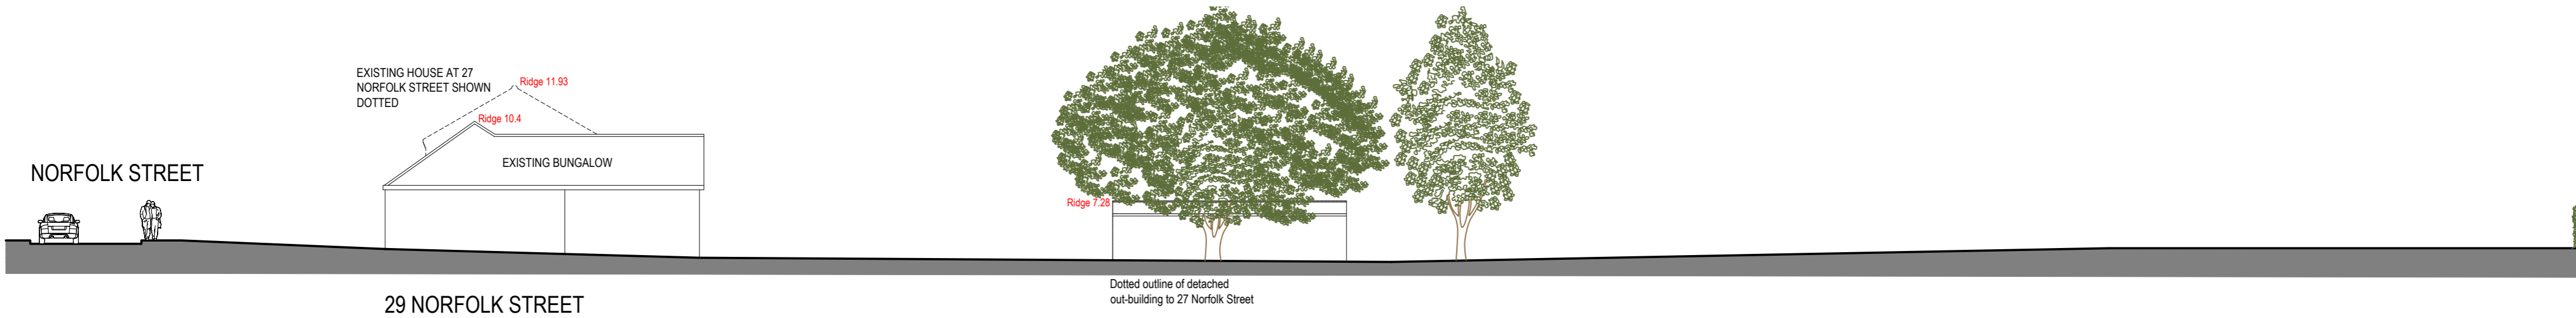 EXISTING HOUSE AT 27
NORFOLK STREET SHOWN
DOTTED
Ridge 11.93
Ridge 10.4
EXISTING BUNGALOW
NORFOLK STREET
Ridge 7.28
29 NORFOLK STREET
Dotted outline of detached
out-building to 27 Norfolk Street